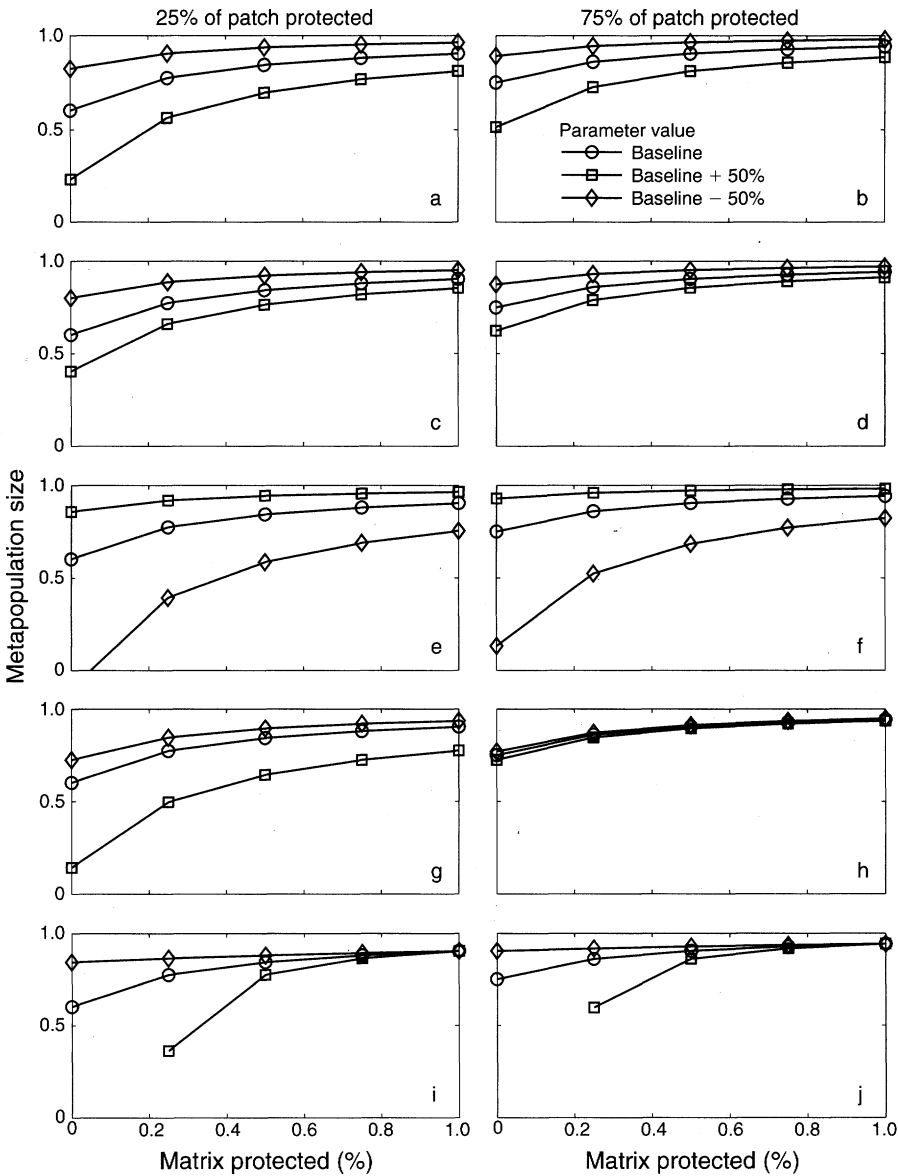 25% of patch protected
75% of patch protected
1.0
0.5
0
a
Parameter value
Baseline
Baseline + 50%
Baseline − 50%
b
1.0
0.5
0
c
d
Metapopulation size
1.0
0.5
0
e
f
1.0
0.5
0
g
h
1.0
0.5
0
i
j
0 0.2 0.4 0.6 0.8 1.0
0 0.2 0.4 0.6 0.8 1.0
Matrix protected (%)
Matrix protected (%)